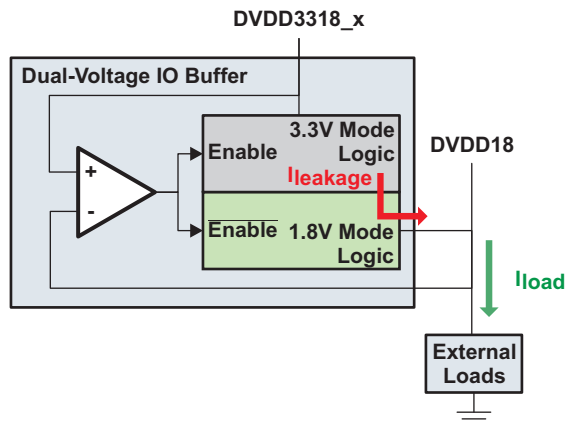 DVDD3318_x
Dual-Voltage IO Buffer
3.3V Mode
Logic
Enable
Ileakage
DVDD18
+
-
Enable
1.8V Mode
Logic
Iload
External
Loads